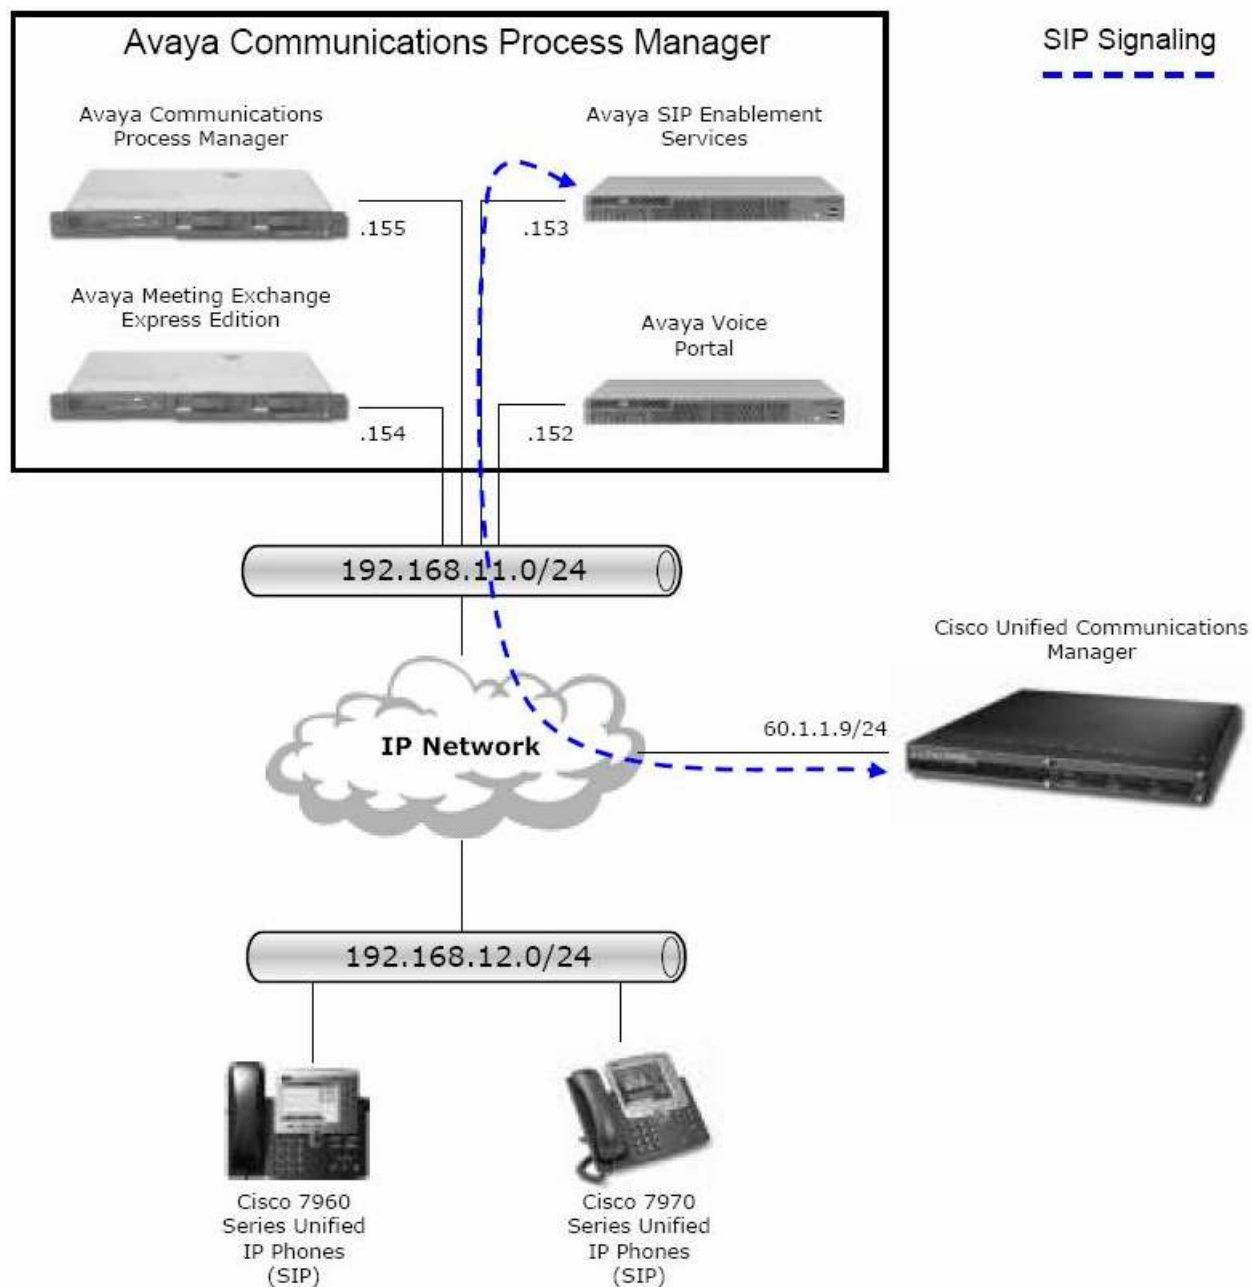 Avaya Communications Process Manager
SIP Signaling
Avaya Communications
Process Manager
Avaya SIP Enablement
Services
.155
.153
Avaya Meeting Exchange
Express Edition
Avaya Voice
Portal
.154
.152
192.168.11.0/24
Cisco Unified Communications
Manager
60.1.1.9/24
IP Network
192.168.12.0/24
Cisco 7960
Series Unified
IP Phones
(SIP)
Cisco 7970
Series Unified
IP Phones
(SIP)